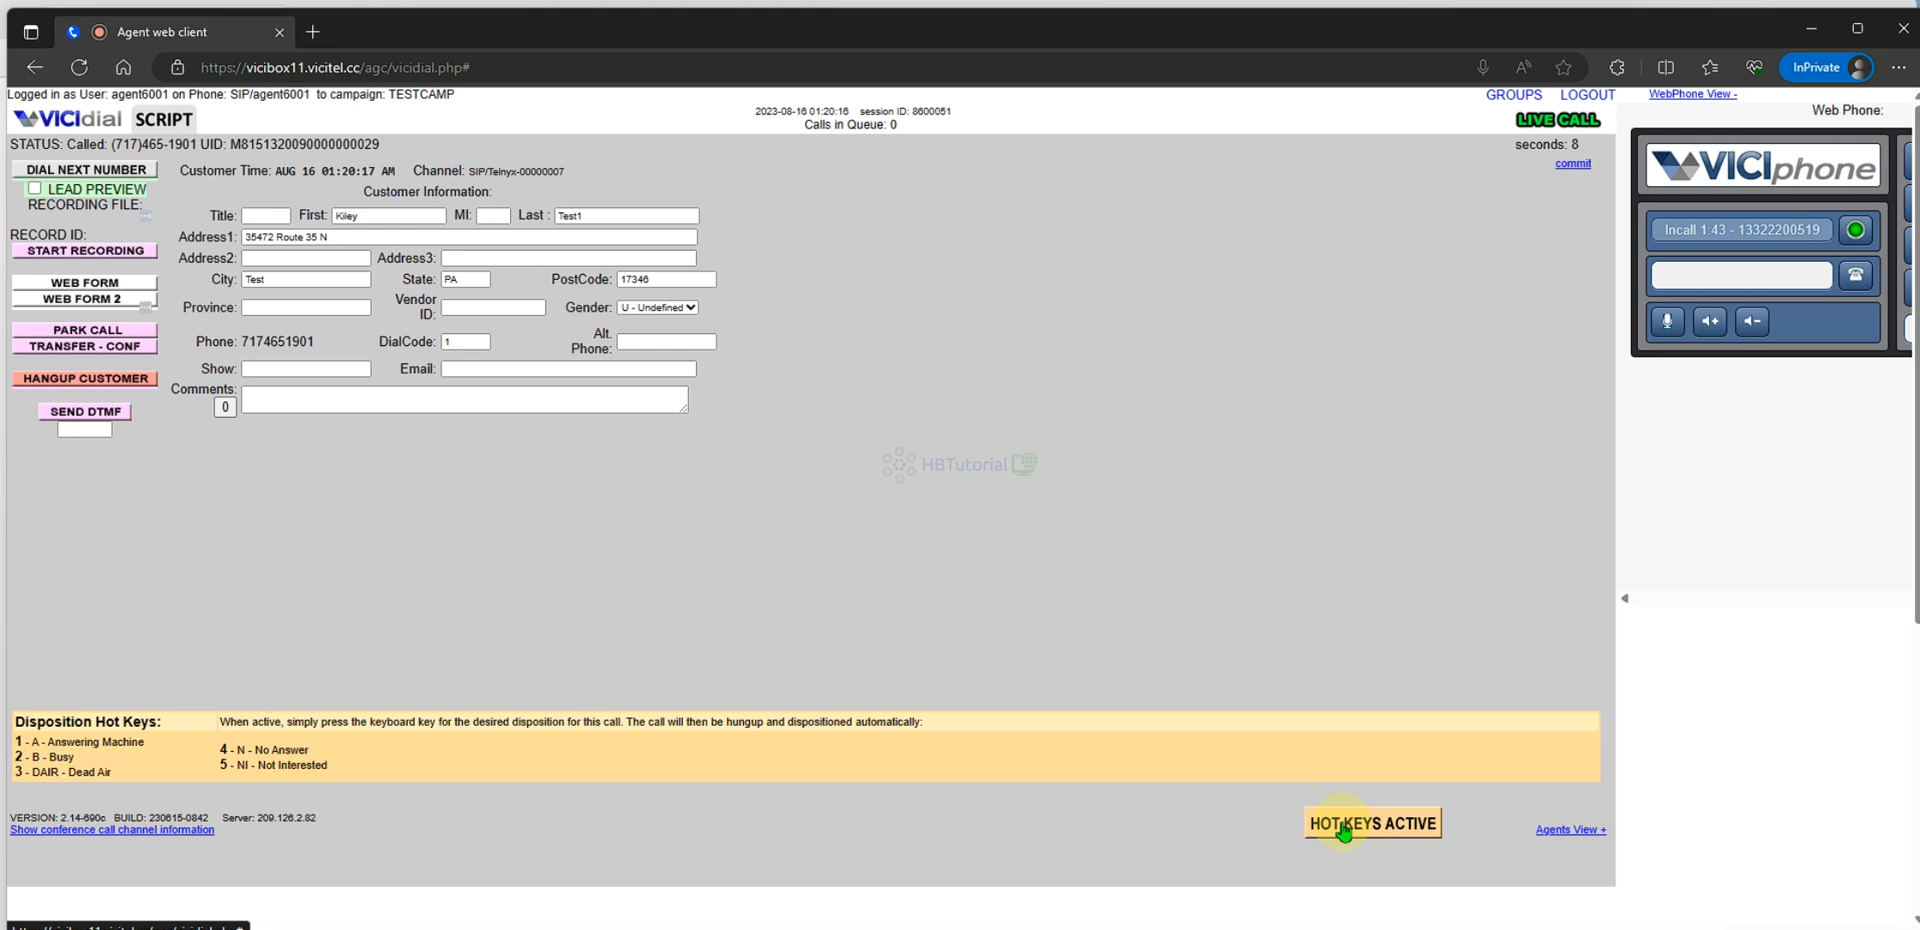 Agent web client
https://vicibox11.vicitel.cc/agc/vicidial.php#
InPrivate
Logged in as User: agent6001 on Phone: SIP/agent6001 to campaign: TESTCAMP
GROUPS LOGOUT
WebPhone View -
VICIdial SCRIPT
2023-08-16 01:20:16 session ID: 8600051
Calls in Queue: 0
LIVE CALL
Web Phone:
STATUS: Called: (717)465-1901 UID: M8151320090000000029
seconds: 8
DIAL NEXT NUMBER
Customer Time: AUG 16 01:20:17 AM Channel: SIP/Telnyx-00000007
commit
VICIphone
LEAD PREVIEW
Customer Information:
RECORDING FILE:
Title: First: Kiley MI: Last : Test1
RECORD ID:
Address1: 35472 Route 35 N
Incall 1:43 - 13322200519
START RECORDING
Address2: Address3:
WEB FORM
City: Test State: PA PostCode: 17346
WEB FORM 2
Province: Vendor ID: Gender: U - Undefined
PARK CALL
TRANSFER - CONF
Phone: 7174651901 DialCode: 1 Alt. Phone:
HANGUP CUSTOMER
Show: Email:
Comments:
0
SEND DTMF
HBTutorial
Disposition Hot Keys: When active, simply press the keyboard key for the desired disposition for this call. The call will then be hungup and dispositioned automatically:
1 - A - Answering Machine
2 - B - Busy
3 - DAIR - Dead Air
4 - N - No Answer
5 - NI - Not Interested
VERSION: 2.14-690c BUILD: 230615-0842 Server: 209.126.2.82
Show conference call channel information
HOT KEYS ACTIVE
Agents View +